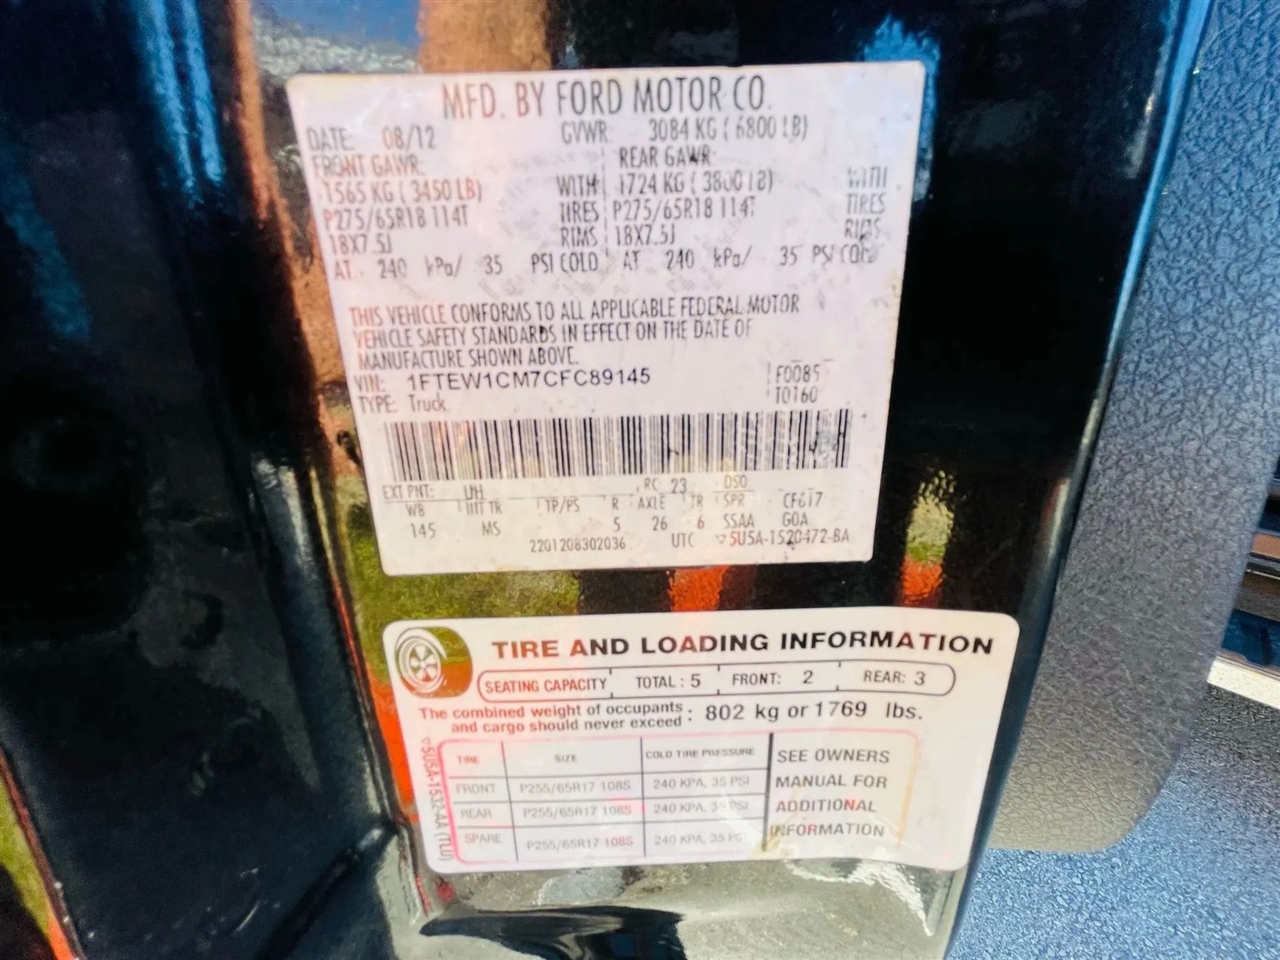 MFD. BY FORD MOTOR CO.
DATE: 08/12 GVWR: 3084 KG ( 6800 LB)
FRONT GAWR: REAR GAWR:
1565 KG ( 3450 LB) WITH 1724 KG ( 3800 LB) WITH
P275/65R18 114T TIRES P275/65R18 114T TIRES
18X7.5J RIMS 18X7.5J RIMS
AT 240 kPa/ 35 PSI COLD AT 240 kPa/ 35 PSI COLD
THIS VEHICLE CONFORMS TO ALL APPLICABLE FEDERAL MOTOR
VEHICLE SAFETY STANDARDS IN EFFECT ON THE DATE OF
MANUFACTURE SHOWN ABOVE.
VIN: 1FTEW1CM7CFC89145 F0085
TYPE: Truck T0160
EXT PNT: UH RC: 23 DSO:
WB INT TR TP/PS R AXLE TR SPR CF617
145 MS 5 26 6 SSAA GOA
2201208302036 UTC ▽5U5A-1520472-BA
TIRE AND LOADING INFORMATION
SEATING CAPACITY TOTAL : 5 FRONT: 2 REAR: 3
The combined weight of occupants and cargo should never exceed : 802 kg or 1769 lbs.
TIRE SIZE COLD TIRE PRESSURE
FRONT P255/65R17 108S 240 KPA, 35 PSI
REAR P255/65R17 108S 240 KPA, 35 PSI
SPARE P255/65R17 108S 240 KPA, 35 PSI
SEE OWNERS
MANUAL FOR
ADDITIONAL
INFORMATION
▽5U5A-1532-AA (TLU)